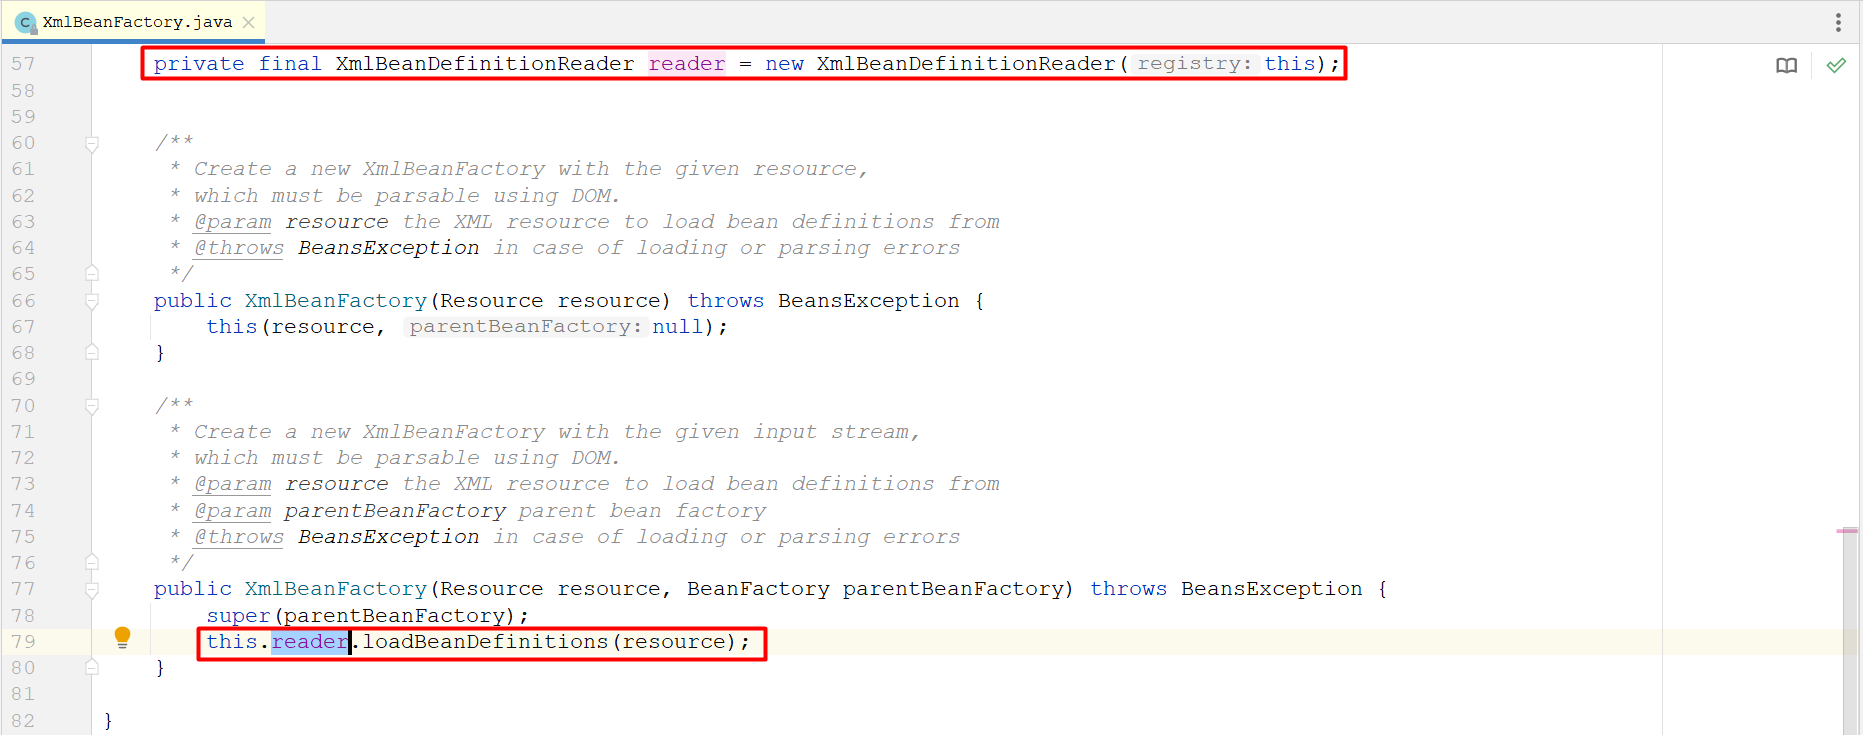 XmlBeanFactory.java
57 private final XmlBeanDefinitionReader reader = new XmlBeanDefinitionReader( registry: this);
58
59
60 /**
61 * Create a new XmlBeanFactory with the given resource,
62 * which must be parsable using DOM.
63 * @param resource the XML resource to load bean definitions from
64 * @throws BeansException in case of loading or parsing errors
65 */
66 public XmlBeanFactory(Resource resource) throws BeansException {
67 this(resource, parentBeanFactory: null);
68 }
69
70 /**
71 * Create a new XmlBeanFactory with the given input stream,
72 * which must be parsable using DOM.
73 * @param resource the XML resource to load bean definitions from
74 * @param parentBeanFactory parent bean factory
75 * @throws BeansException in case of loading or parsing errors
76 */
77 public XmlBeanFactory(Resource resource, BeanFactory parentBeanFactory) throws BeansException {
78 super(parentBeanFactory);
79 this.reader.loadBeanDefinitions(resource);
80 }
81
82 }